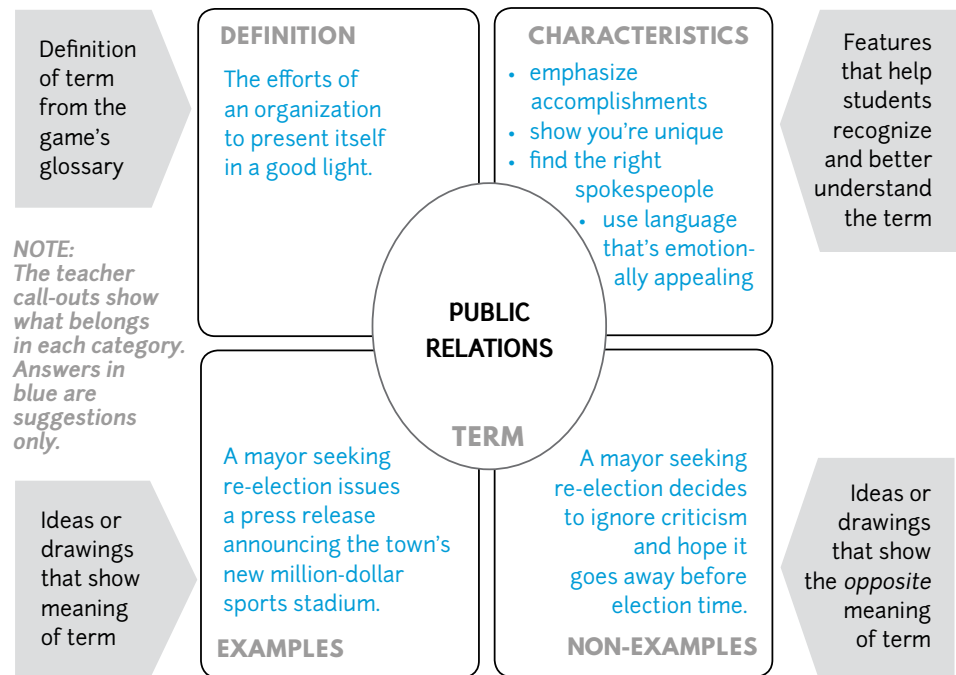 Definition
of term
from the
game's
glossary
DEFINITION
The efforts of
an organization
to present itself
in a good light.
CHARACTERISTICS
• emphasize
accomplishments
• show you're unique
• find the right
spokespeople
• use language
that's emotion-
ally appealing
Features
that help
students
recognize
and better
understand
the term
NOTE:
The teacher
call-outs show
what belongs
in each category.
Answers in
blue are
suggestions
only.
PUBLIC
RELATIONS
TERM
Ideas or
drawings
that show
meaning
of term
A mayor seeking
re-election issues
a press release
announcing the town's
new million-dollar
sports stadium.
EXAMPLES
A mayor seeking
re-election decides
to ignore criticism
and hope it
goes away before
election time.
NON-EXAMPLES
Ideas or
drawings
that show
the opposite
meaning
of term